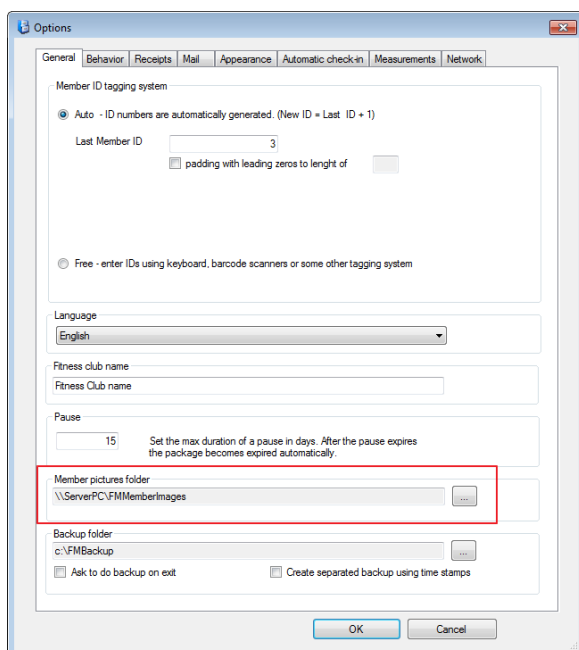 Options
General Behavior Receipts Mail Appearance Automatic check-in Measurements Network
Member ID tagging system
Auto - ID numbers are automatically generated. (New ID = Last ID + 1)
Last Member ID 3
padding with leading zeros to lenght of
Free - enter IDs using keyboard, barcode scanners or some other tagging system
Language
English
Fitness club name
Fitness Club name
Pause
15 Set the max duration of a pause in days. After the pause expires
the package becomes expired automatically.
Member pictures folder
\\ServerPC\FMMemberImages ...
Backup folder
c:\FMBackup ...
Ask to do backup on exit Create separated backup using time stamps
OK Cancel